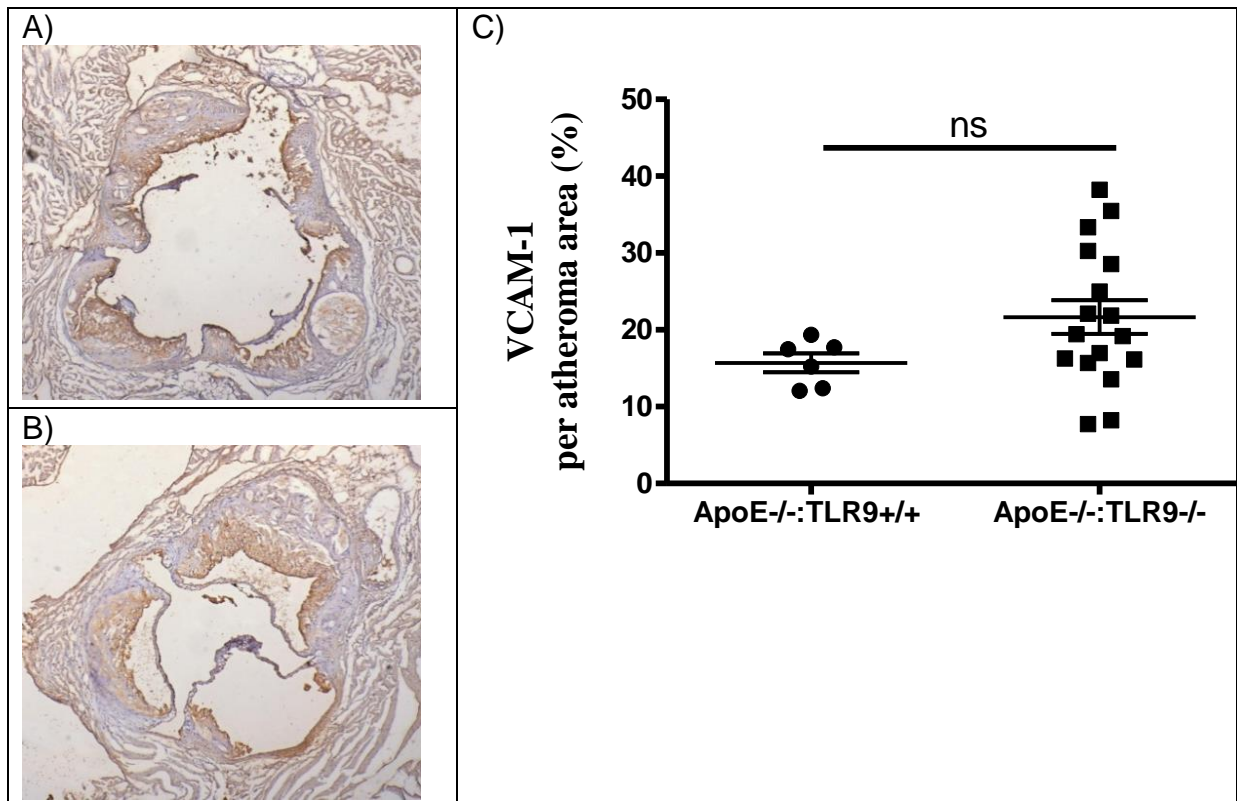 A)
B)
C)
VCAM-1
per atheroma area (%)
50
40
30
20
10
0
ns
ApoE-/-:TLR9+/+
ApoE-/-:TLR9-/-